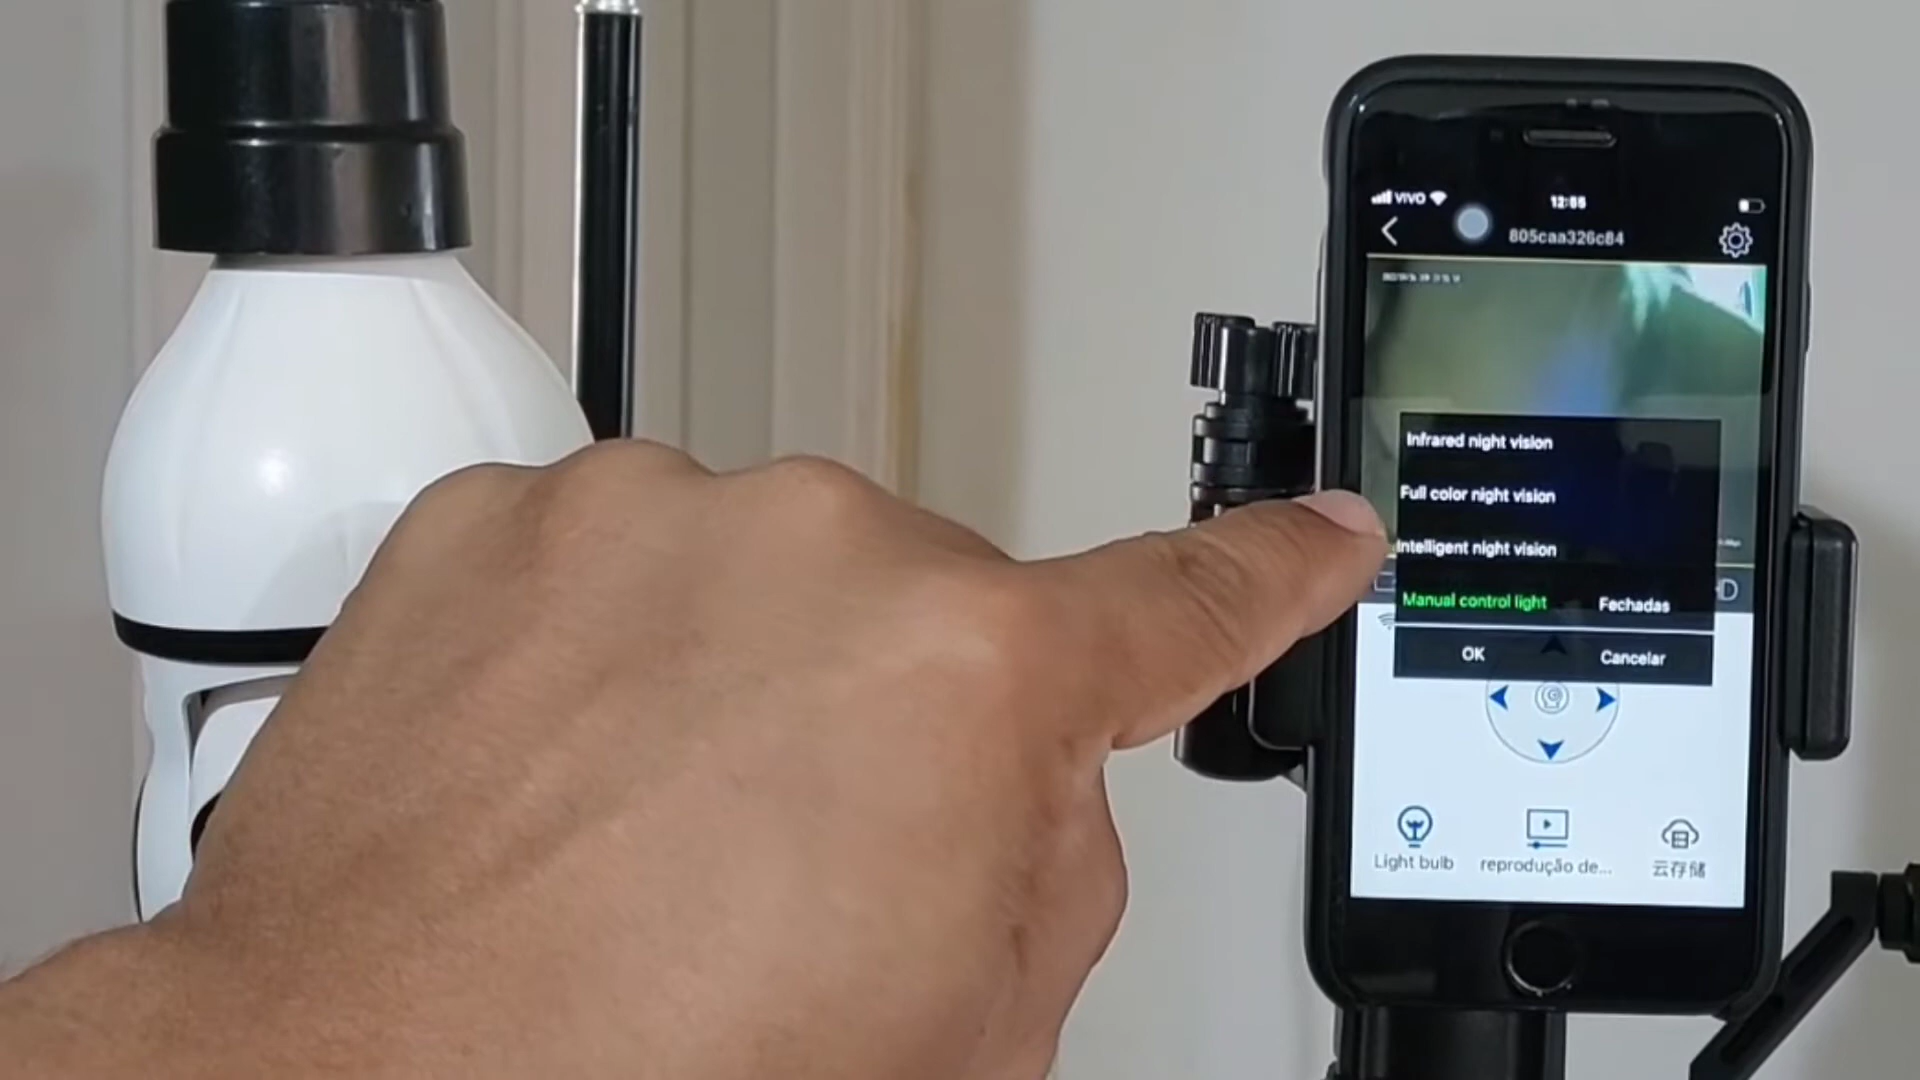 VIVO
12:55
805caa326c84
Infrared night vision
Full color night vision
Intelligent night vision
Manual control light Fechadas
OK Cancelar
Light bulb
reprodução de...
云存储